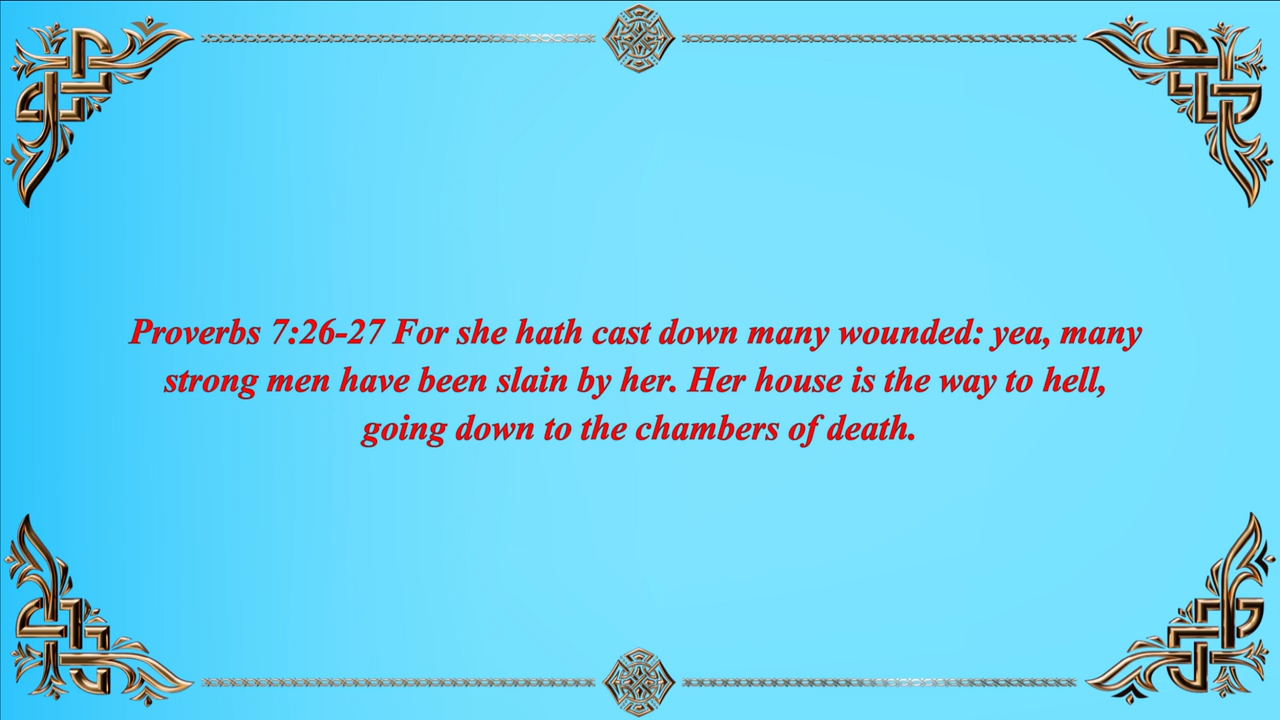 Proverbs 7:26-27 For she hath cast down many wounded: yea, many
strong men have been slain by her. Her house is the way to hell,
going down to the chambers of death.